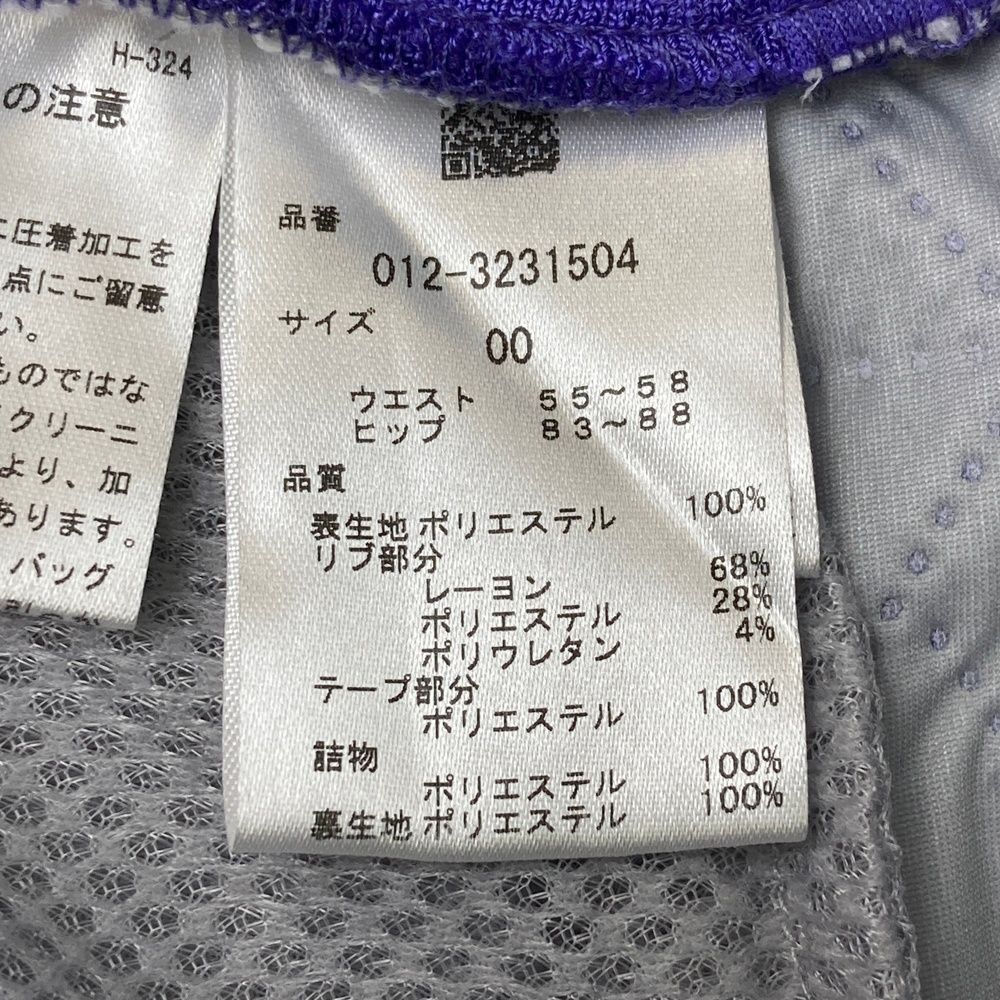 H-324
の注意
圧着加工を
点にご留意
い。
ものではな
クリーニ
より、加
あります。
バッグ
品番
012-3231504
サイズ
00
ウエスト 55~58
ヒップ 83~88
品質
表生地 ポリエステル 100%
リブ部分
レーヨン 68%
ポリエステル 28%
ポリウレタン 4%
テープ部分
ポリエステル 100%
詰物
ポリエステル 100%
裏生地 ポリエステル 100%